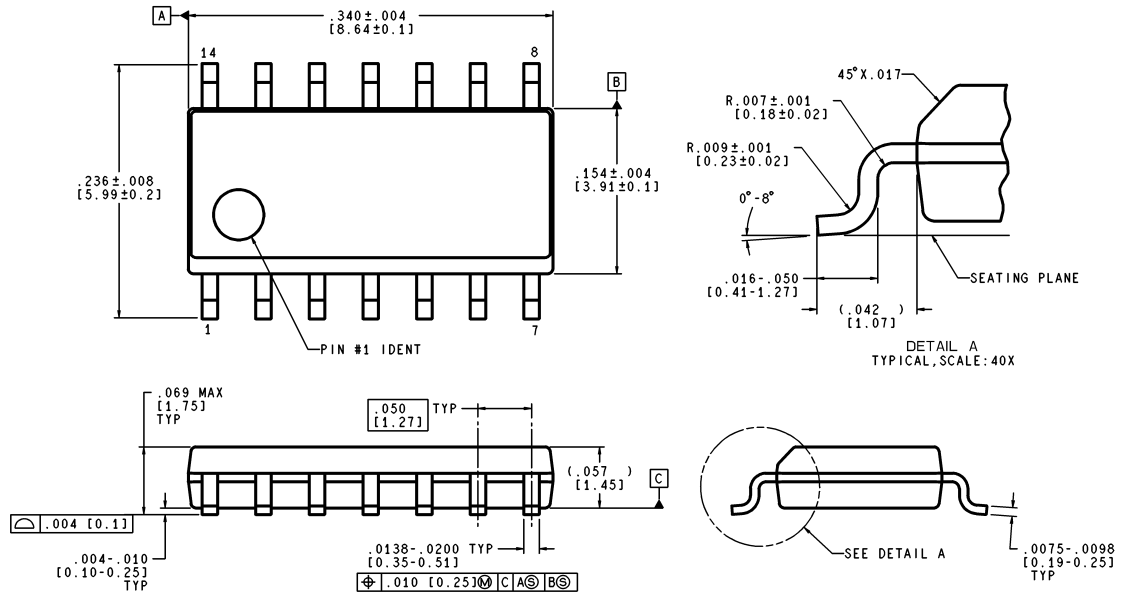 A
.340±.004
[8.64±0.1]
14
8
B
.236±.008
[5.99±0.2]
.154±.004
[3.91±0.1]
1
7
PIN #1 IDENT
45°X.017
R.007±.001
[0.18±0.02]
R.009±.001
[0.23±0.02]
0°-8°
.016-.050
[0.41-1.27]
SEATING PLANE
(.042 )
[1.07]
DETAIL A
TYPICAL,SCALE:40X
.069 MAX
[1.75]
TYP
.050 TYP
[1.27]
(.057 )
[1.45]
C
.004 [0.1]
.004-.010
[0.10-0.25]
TYP
.0138-.0200 TYP
[0.35-0.51]
.010 [0.25]Ⓜ C AⓈ BⓈ
SEE DETAIL A
.0075-.0098
[0.19-0.25]
TYP